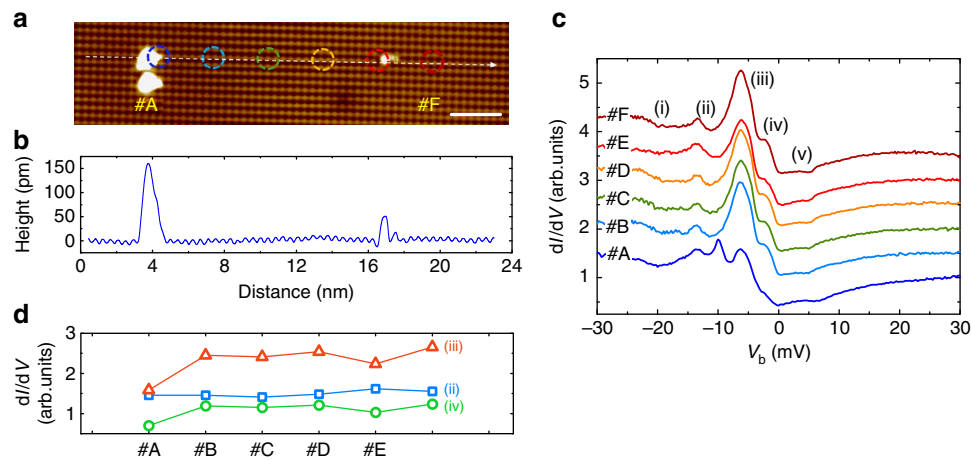 a
#A
#F
b
Height (pm)
150
100
50
0
0 4 8 12 16 20 24
Distance (nm)
d
dI/dV
(arb.units)
3
2
1
(iii)
(ii)
(iv)
#A #B #C #D #E
c
dI/dV (arb.units)
5
4
3
2
1
#F
#E
#D
#C
#B
#A
(i)
(ii)
(iii)
(iv)
(v)
−30 −20 −10 0 10 20 30
Vb (mV)